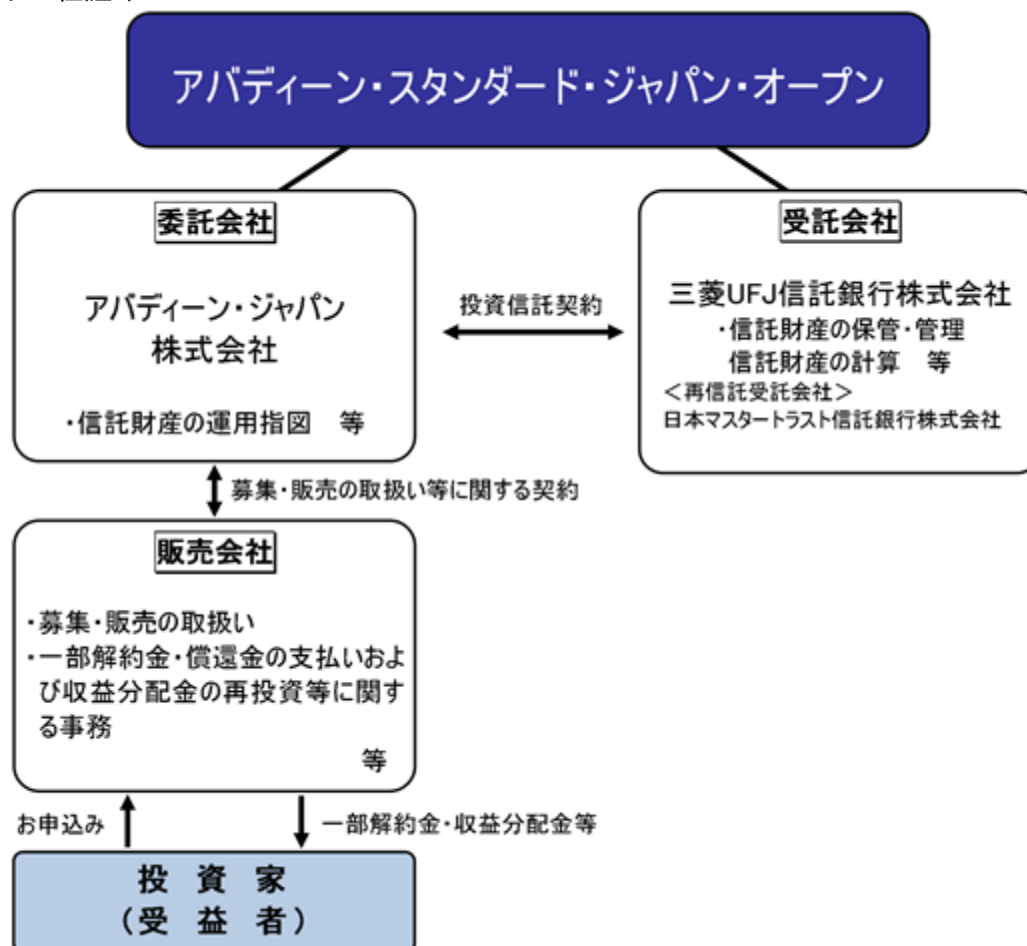 アバディーン・スタンダード・ジャパン・オープン
委託会社
アバディーン・ジャパン
株式会社
・信託財産の運用指図　等
投資信託契約
受託会社
三菱UFJ信託銀行株式会社
・信託財産の保管・管理
信託財産の計算　等
＜再信託受託会社＞
日本マスタートラスト信託銀行株式会社
募集・販売の取扱い等に関する契約
販売会社
・募集・販売の取扱い
・一部解約金・償還金の支払いおよ
び収益分配金の再投資等に関す
る事務
等
お申込み
一部解約金・収益分配金等
投　資　家
（受　益　者）